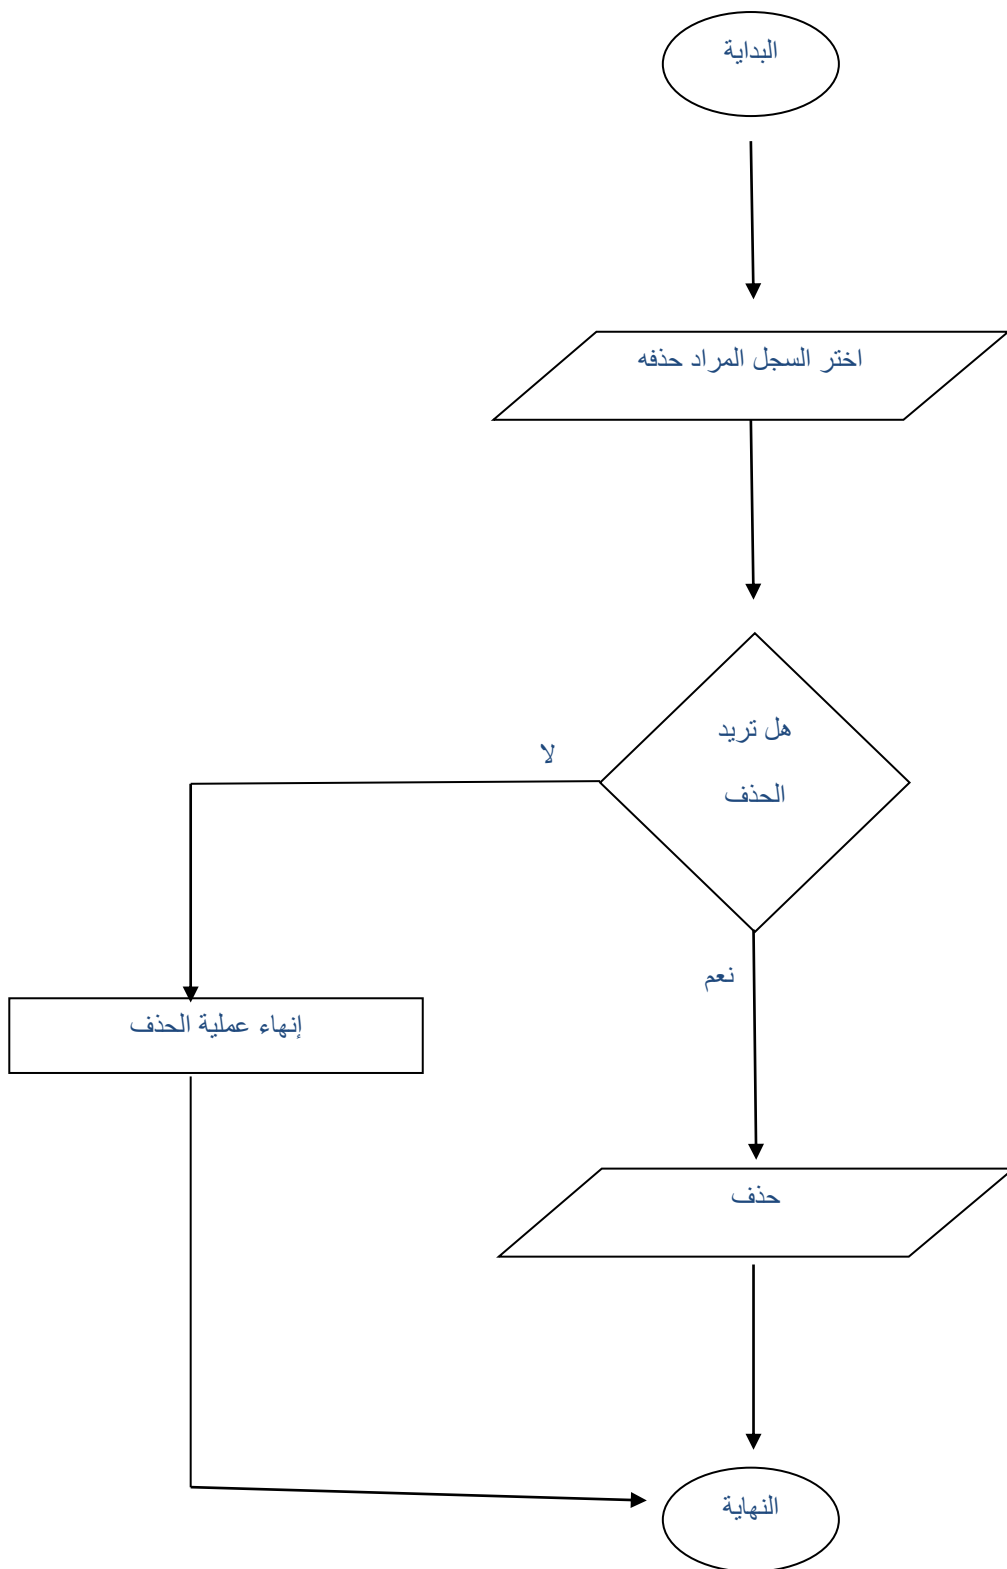 البداية
اختر السجل المراد حذفه
هل تريد
الحذف
لا
نعم
إنهاء عملية الحذف
حذف
النهاية